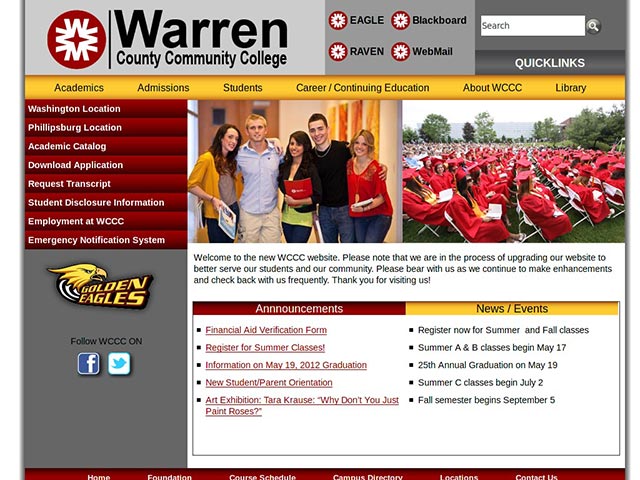 Warren
County Community College
EAGLE
Blackboard
RAVEN
WebMail
Search
QUICKLINKS
Academics
Admissions
Students
Career / Continuing Education
About WCCC
Library
Washington Location
Phillipsburg Location
Academic Catalog
Download Application
Request Transcript
Student Disclosure Information
Employment at WCCC
Emergency Notification System
GOLDEN
EAGLES
Follow WCCC ON
Welcome to the new WCCC website. Please note that we are in the process of upgrading our website to
better serve our students and our community. Please bear with us as we continue to make enhancements
and check back with us frequently. Thank you for visiting us!
Annnouncements
Financial Aid Verification Form
Register for Summer Classes!
Information on May 19, 2012 Graduation
New Student/Parent Orientation
Art Exhibition: Tara Krause: “Why Don't You Just
Paint Roses?”
News / Events
Register now for Summer and Fall classes
Summer A & B classes begin May 17
25th Annual Graduation on May 19
Summer C classes begin July 2
Fall semester begins September 5
Home
Foundation
Course Schedule
Campus Directory
Locations
Contact Us